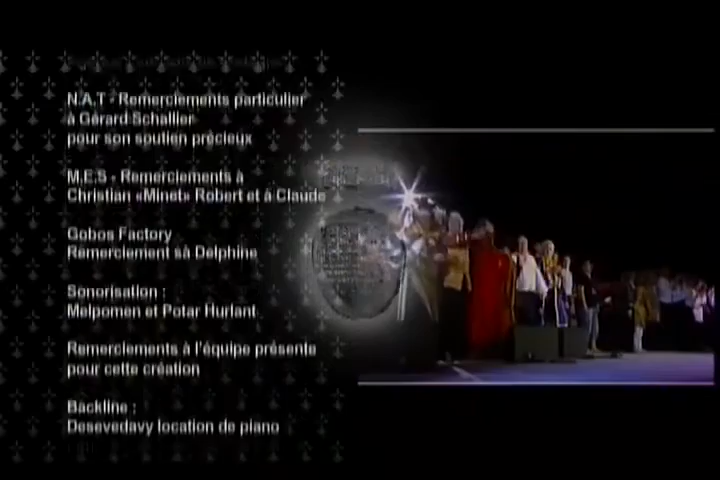 N.A.T - Remerciements particulier
à Gérard Schallier
pour son soutien précieux
M.E.S - Remerciements à
Christian «Minet» Robert et à Claude
Gobos Factory
Remerciement sà Delphine
Sonorisation :
Melpomen et Potar Hurlant
Remerciements à l'équipe présente
pour cette création
Backline :
Desevedavy location de piano